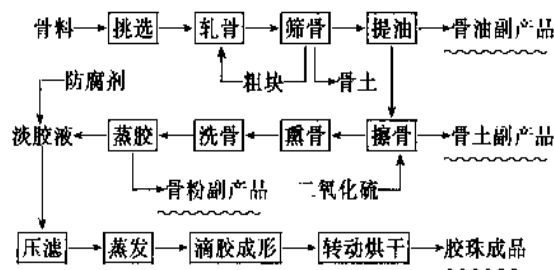 骨料 挑选 轧骨 筛骨 提油 骨油副产品
防腐剂 粗块 骨土
淡胶液 蒸胶 洗骨 熏骨 擦骨 骨土副产品
骨粉副产品 二氧化硫
压滤 蒸发 滴胶成形 转动烘干 胶珠成品